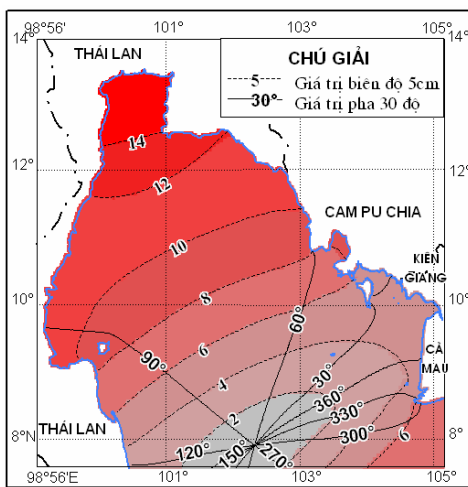 98°56'E 101° 103° 105°
14° 14°
THÁI LAN
CHÚ GIẢI
5 Giá trị biên độ 5cm
30° Giá trị pha 30 độ
14
12° 12°
12
CAM PU CHIA
10
KIÊN
GIANG
8
10° 10°
60°
6
90°
CÀ
MAU
4
30°
360°
2
330°
THÁI LAN
300°
6
8°N 8°
120°
150°
270°
98°56'E 101° 103° 105°